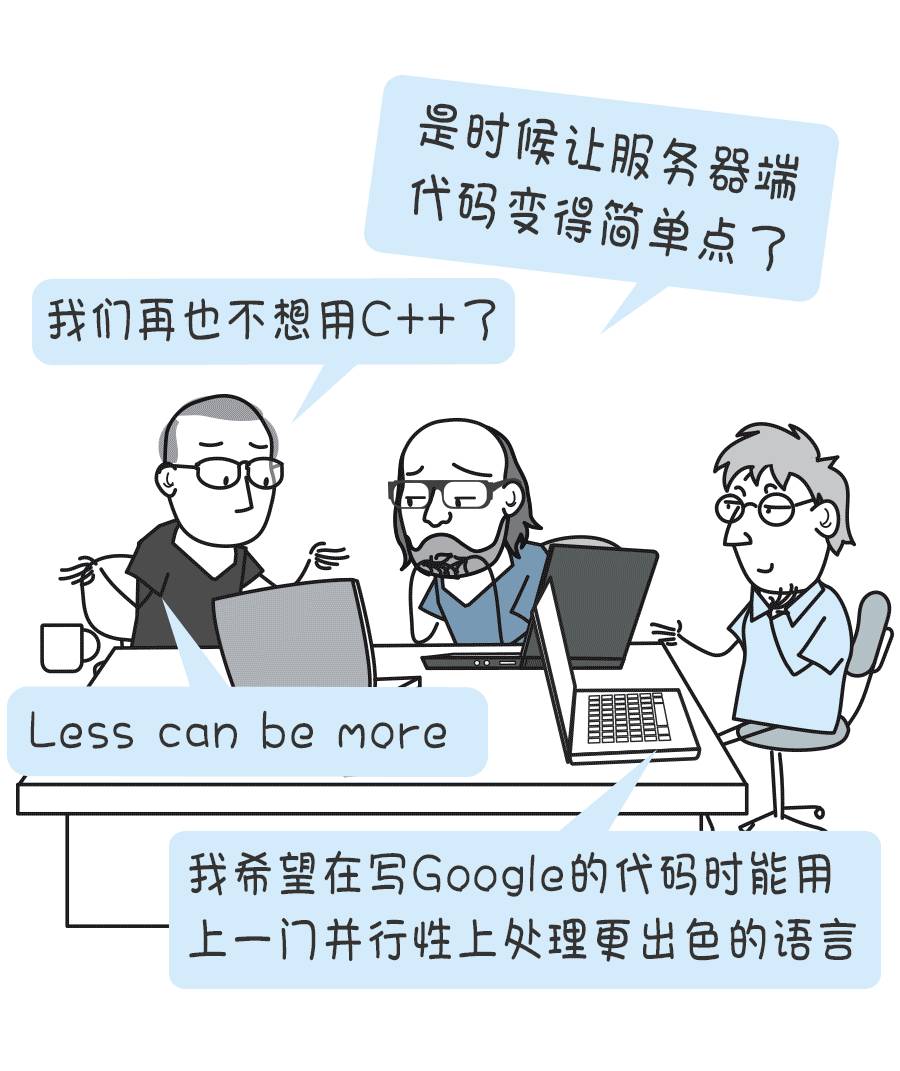 是时候让服务器端
代码变得简单点了
我们再也不想用C++了
Less can be more
我希望在写Google的代码时能用
上一门并行性上处理更出色的语言